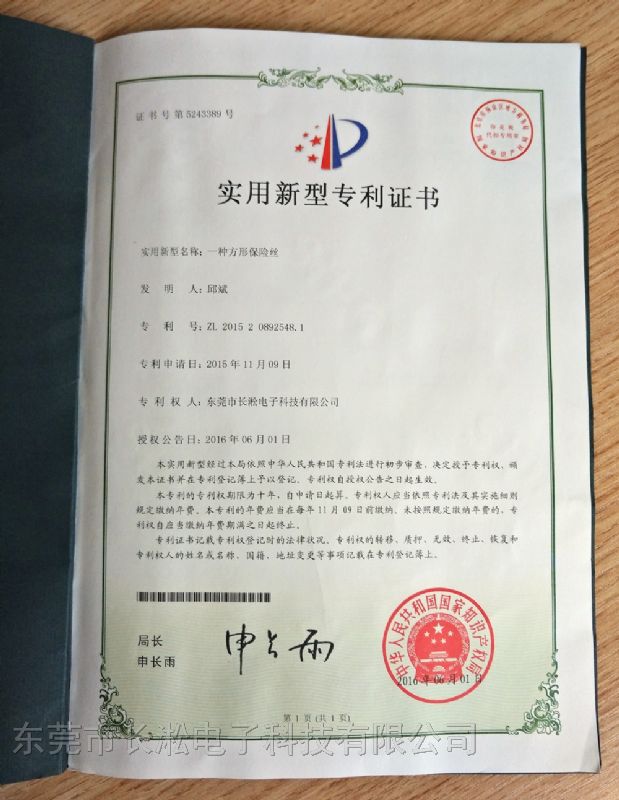 证书号第5243389号
实用新型专利证书
实用新型名称：一种方形保险丝
发明人：邱斌
专利号：ZL 2015 2 0892548.1
专利申请日：2015年11月09日
专利权人：东莞市长淞电子科技有限公司
授权公告日：2016年06月01日
本实用新型经过本局依照中华人民共和国专利法进行初步审查，决定授予专利权，颁
发本证书并在专利登记簿上予以登记。专利权自授权公告之日起生效。
本专利的专利权期限为十年，自申请日起算。专利权人应当依照专利法及其实施细则
规定缴纳年费。本专利的年费应当在每年11月09日前缴纳。未按照规定缴纳年费的，专
利权自应当缴纳年费期满之日起终止。
专利证书记载专利权登记时的法律状况。专利权的转移、质押、无效、终止、恢复和
专利权人的姓名或名称、国籍、地址变更等事项记载在专利登记簿上。
局长
申长雨
申长雨
中华人民共和国国家知识产权局
2016年06月01日
第1页(共1页)
东莞市长淞电子科技有限公司